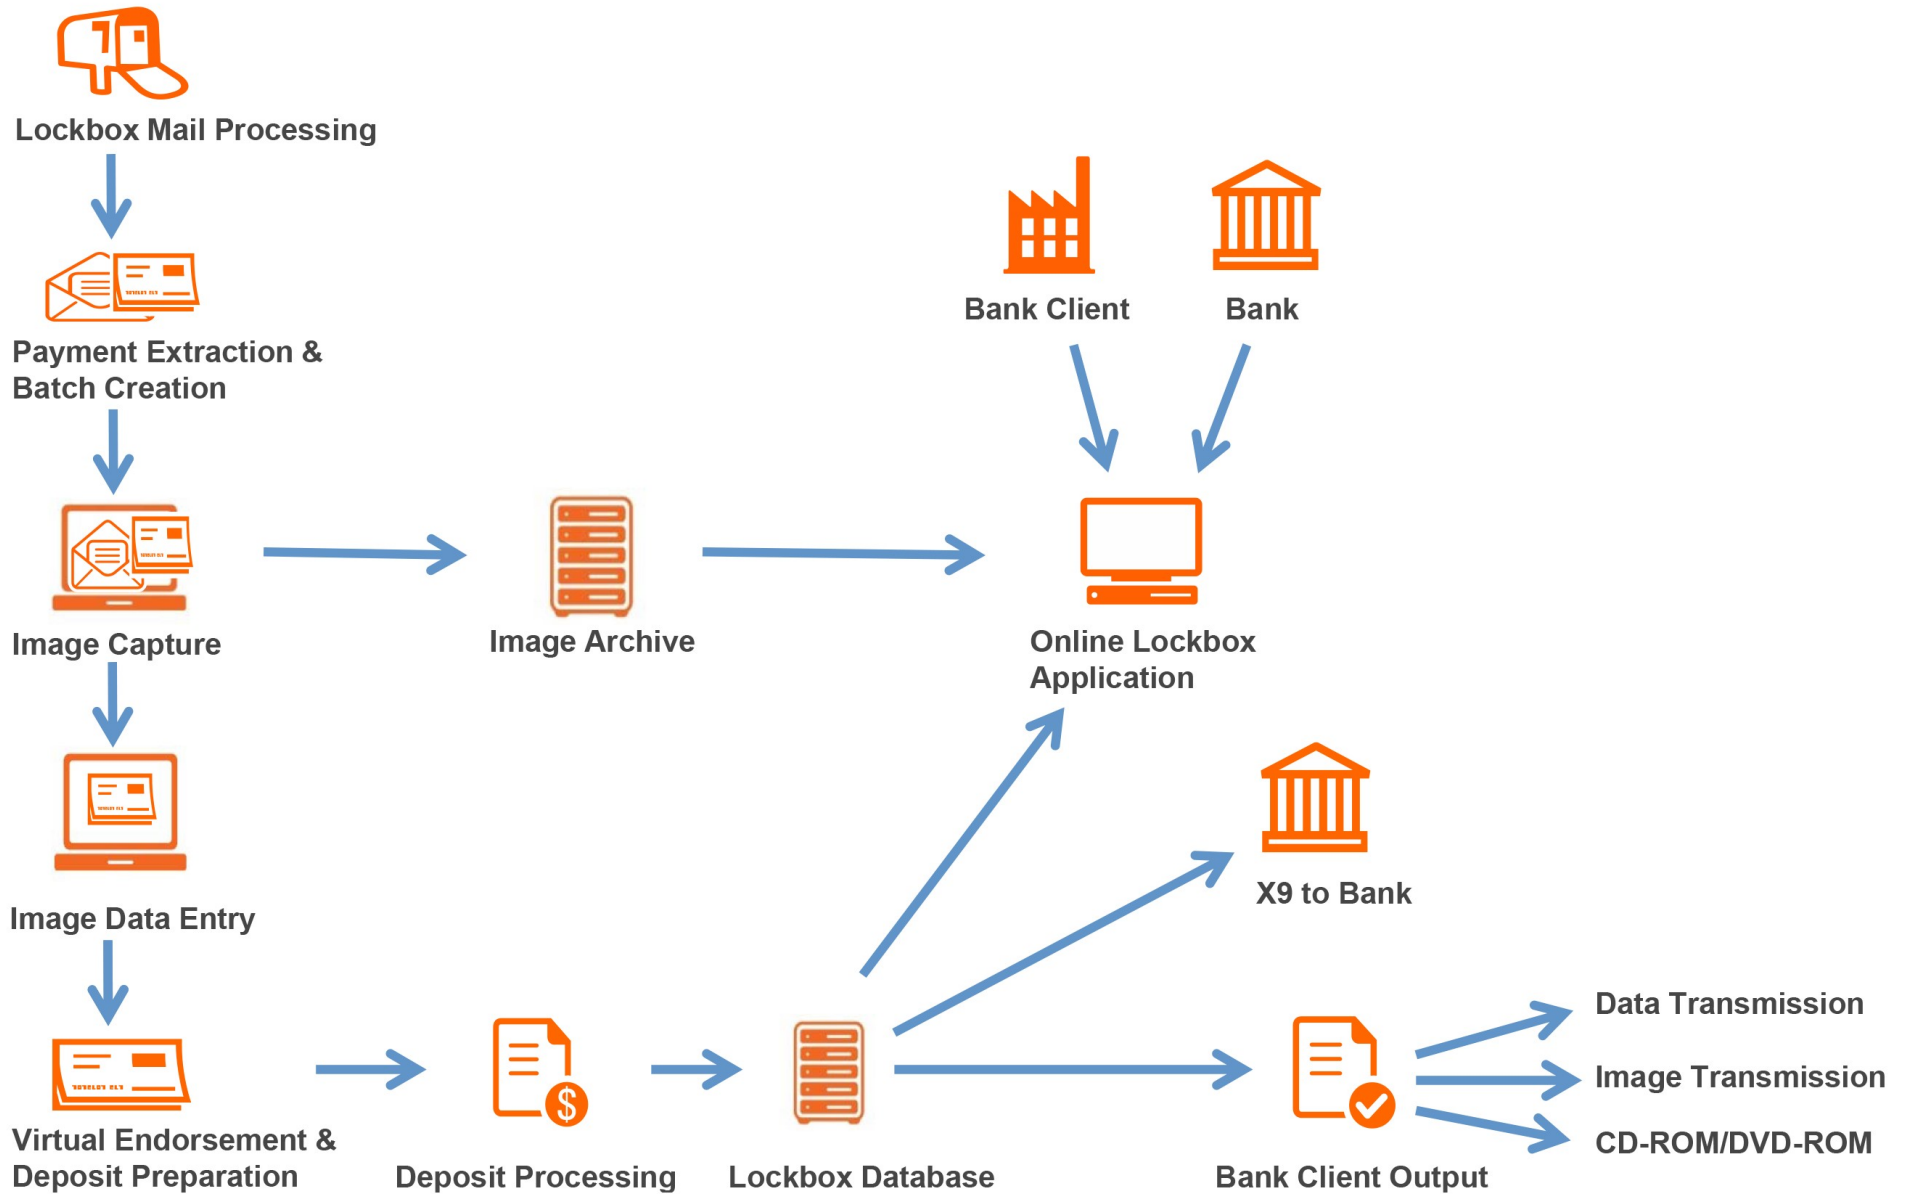 Lockbox Mail Processing
Payment Extraction &
Batch Creation
Bank Client
Bank
Image Capture
Image Archive
Online Lockbox
Application
Image Data Entry
X9 to Bank
Virtual Endorsement &
Deposit Preparation
$
Deposit Processing
Lockbox Database
Bank Client Output
Data Transmission
Image Transmission
CD-ROM/DVD-ROM